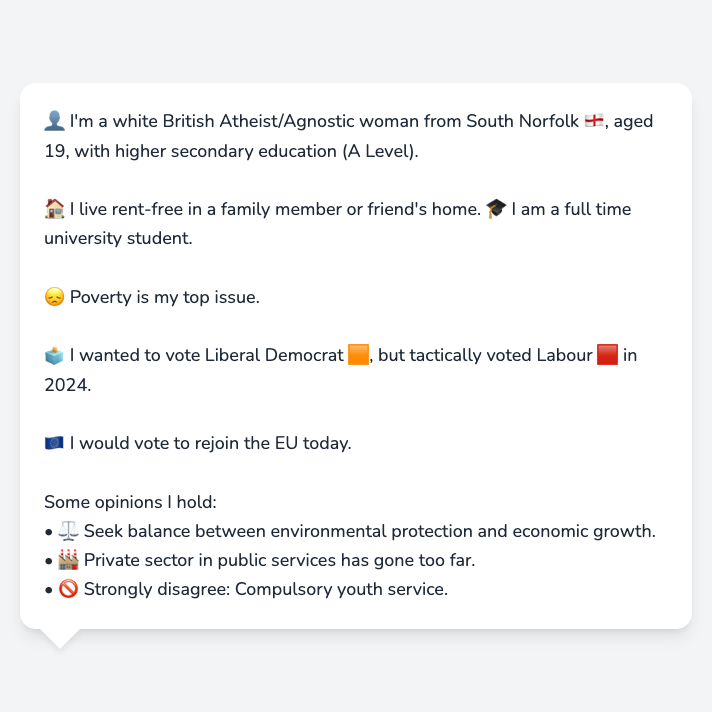 👤 I'm a white British Atheist/Agnostic woman from South Norfolk 🏴󠁧󠁢󠁥󠁮󠁧󠁿, aged
19, with higher secondary education (A Level).
🏠 I live rent-free in a family member or friend's home. 🎓 I am a full time
university student.
😞 Poverty is my top issue.
🗳️ I wanted to vote Liberal Democrat 🟧, but tactically voted Labour 🟥 in
2024.
🇪🇺 I would vote to rejoin the EU today.
Some opinions I hold:
• ⚖️ Seek balance between environmental protection and economic growth.
• 🏭 Private sector in public services has gone too far.
• 🚫 Strongly disagree: Compulsory youth service.